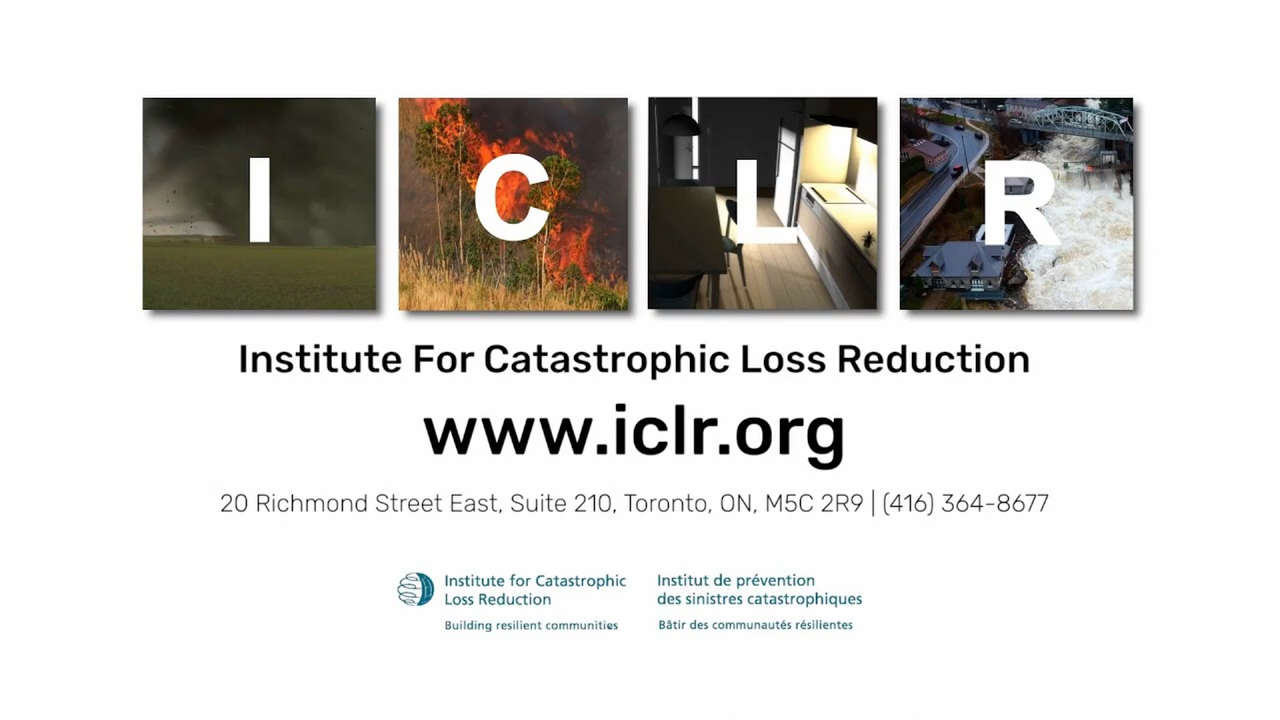 I C L R
Institute For Catastrophic Loss Reduction
www.iclr.org
20 Richmond Street East, Suite 210, Toronto, ON, M5C 2R9 | (416) 364-8677
Institute for Catastrophic
Loss Reduction
Building resilient communities
Institut de prévention
des sinistres catastrophiques
Bâtir des communautés résilientes